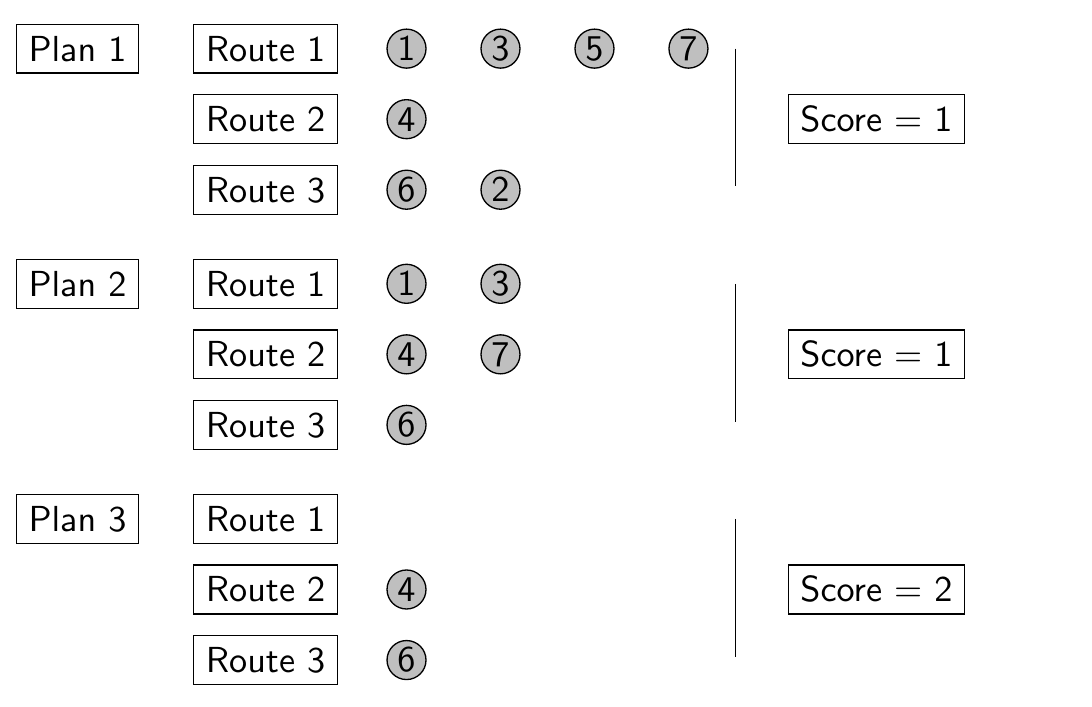 Plan 1 Route 1 1 3 5 7
Route 2 4 Score = 1
Route 3 6 2
Plan 2 Route 1 1 3
Route 2 4 7 Score = 1
Route 3 6
Plan 3 Route 1
Route 2 4 Score = 2
Route 3 6